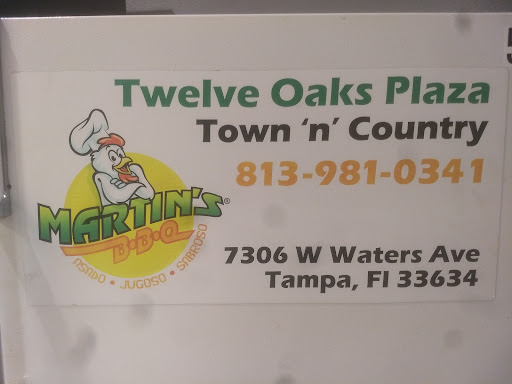 Twelve Oaks Plaza
Town 'n' Country
813-981-0341
MARTIN'S®
B•B•Q
ASADO • JUGOSO • SABROSO
7306 W Waters Ave
Tampa, Fl 33634